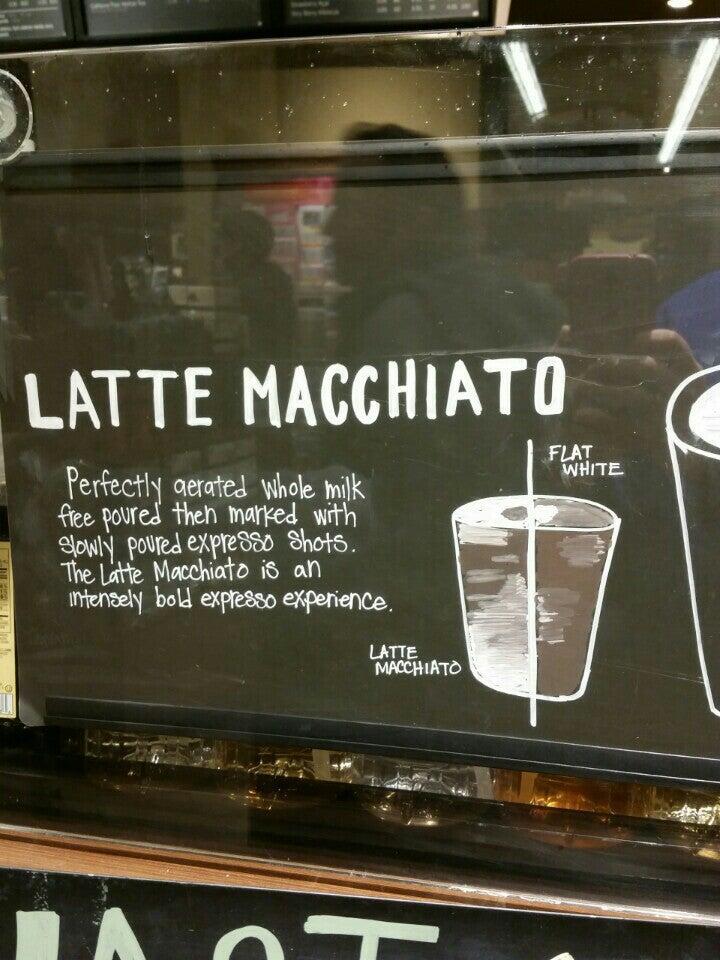 LATTE MACCHIATO
Perfectly aerated whole milk
free poured then marked with
slowly poured expresso shots.
The Latte Macchiato is an
intensely bold expresso experience.
FLAT
WHITE
LATTE
MACCHIATO